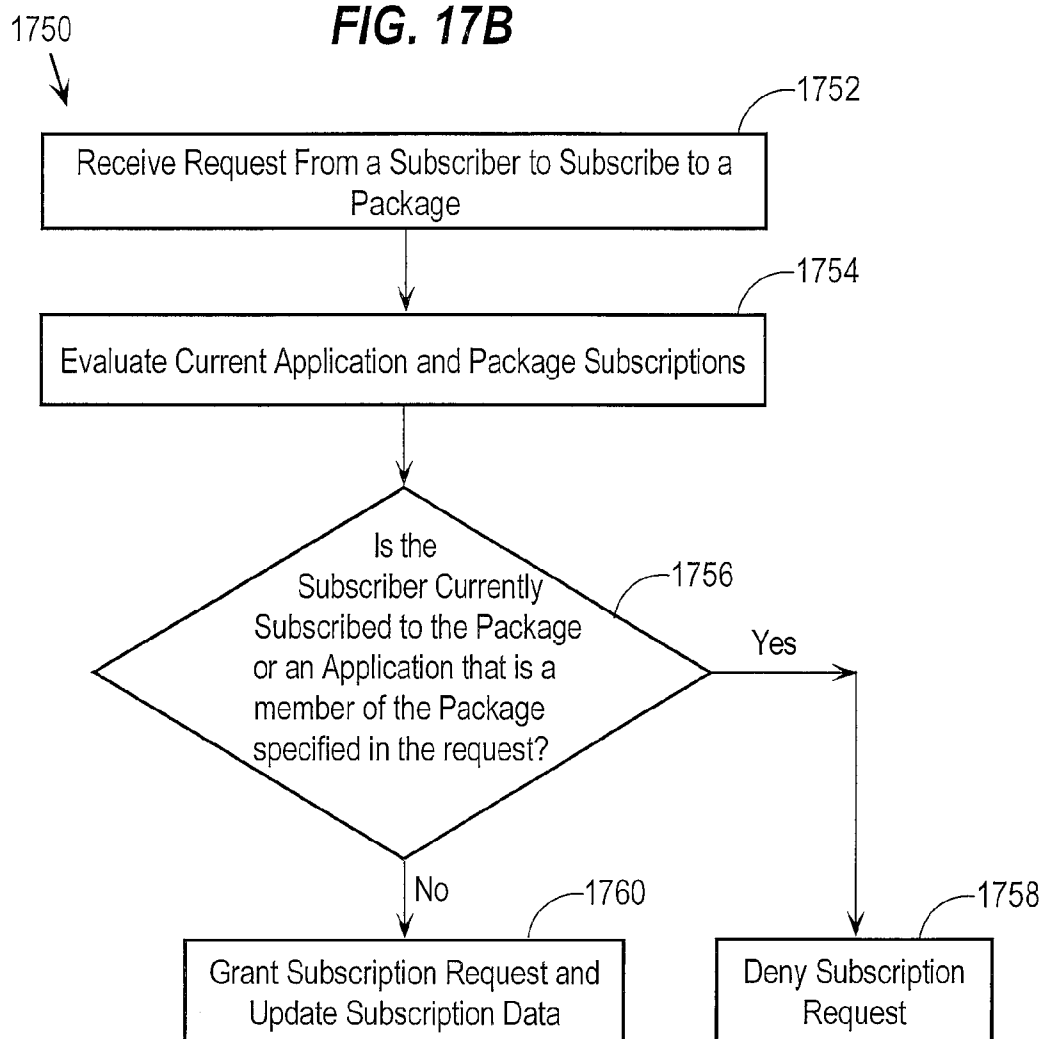 FIG. 17B
1750
1752
Receive Request From a Subscriber to Subscribe to a
Package
1754
Evaluate Current Application and Package Subscriptions
Is the
Subscriber Currently
Subscribed to the Package
or an Application that is a
member of the Package
specified in the request?
1756
Yes
No
1760
1758
Grant Subscription Request and
Update Subscription Data
Deny Subscription
Request